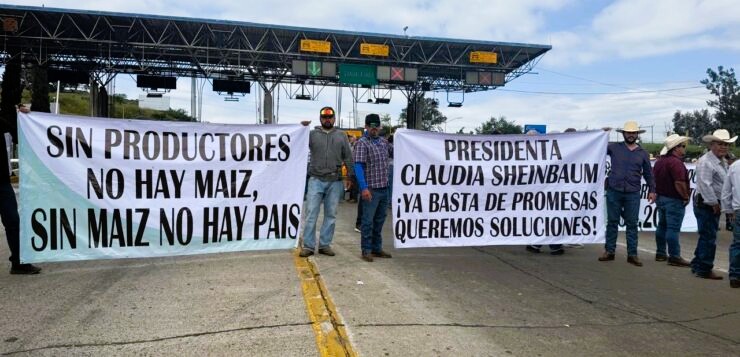 SIN PRODUCTORES
NO HAY MAIZ,
SIN MAIZ NO HAY PAIS
PRESIDENTA
CLAUDIA SHEINBAUM
¡YA BASTA DE PROMESAS
QUEREMOS SOLUCIONES!